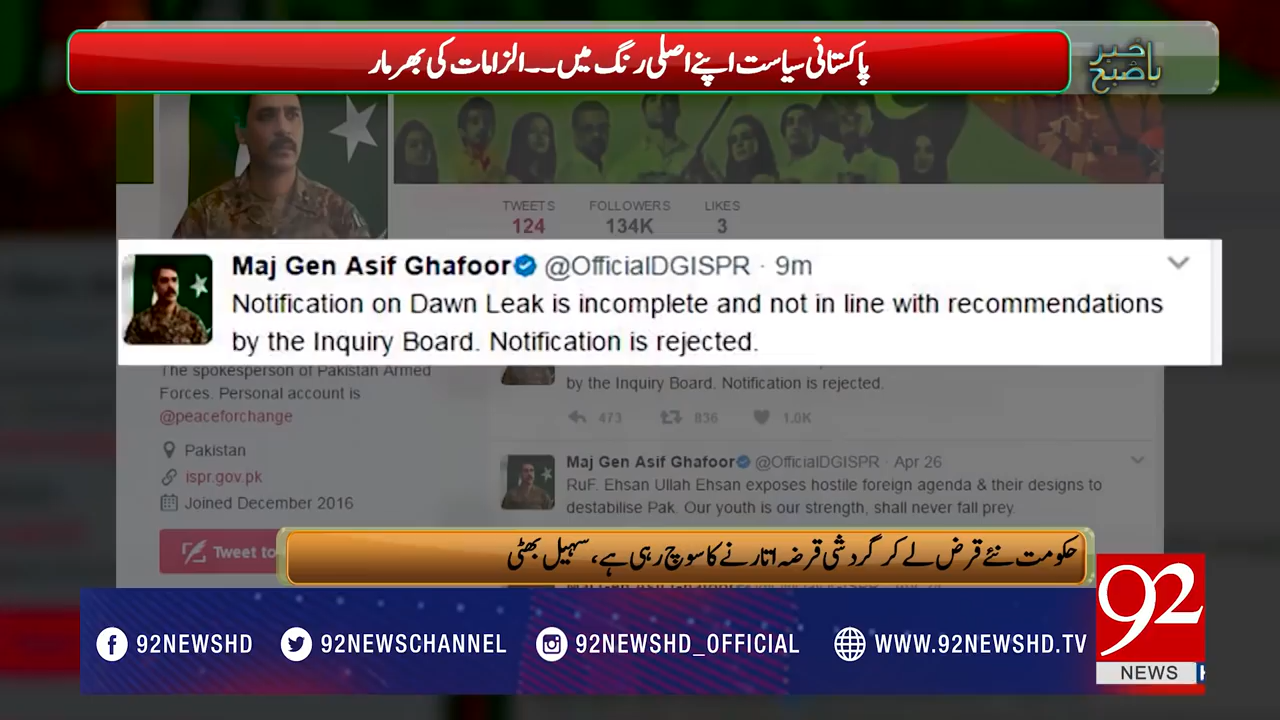 پاکستانی سیاست اپنے اصلی رنگ میں۔۔۔الزامات کی بھرمار
باخبر صبح
TWEETS FOLLOWERS LIKES
124 134K 3
Maj Gen Asif Ghafoor @OfficialDGISPR · 9m
Notification on Dawn Leak is incomplete and not in line with recommendations
by the Inquiry Board. Notification is rejected.
The spokesperson of Pakistan Armed
Forces. Personal account is
@peaceforchange
Pakistan
ispr.gov.pk
Joined December 2016
Tweet to
by the Inquiry Board. Notification is rejected.
473 836 1.0K
Maj Gen Asif Ghafoor @OfficialDGISPR · Apr 26
RuF. Ehsan Ullah Ehsan exposes hostile foreign agenda & their designs to
destabilise Pak. Our youth is our strength, shall never fall prey.
حکومت نئے قرض لے کر گردشی قرضہ اتارنے کا سوچ رہی ہے، سہیل بھٹی
92NEWSHD 92NEWSCHANNEL 92NEWSHD_OFFICIAL WWW.92NEWSHD.TV
92
NEWS